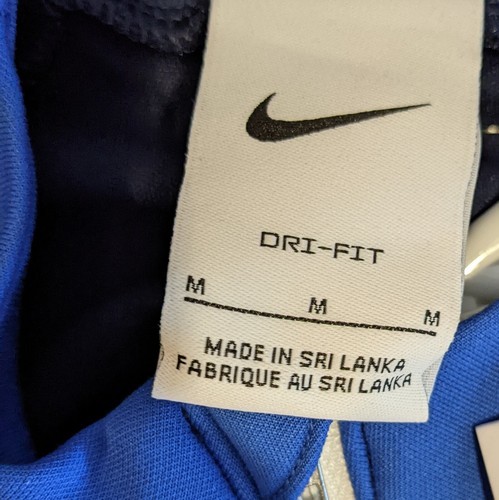 DRI-FIT
M M M
MADE IN SRI LANKA
FABRIQUE AU SRI LANKA